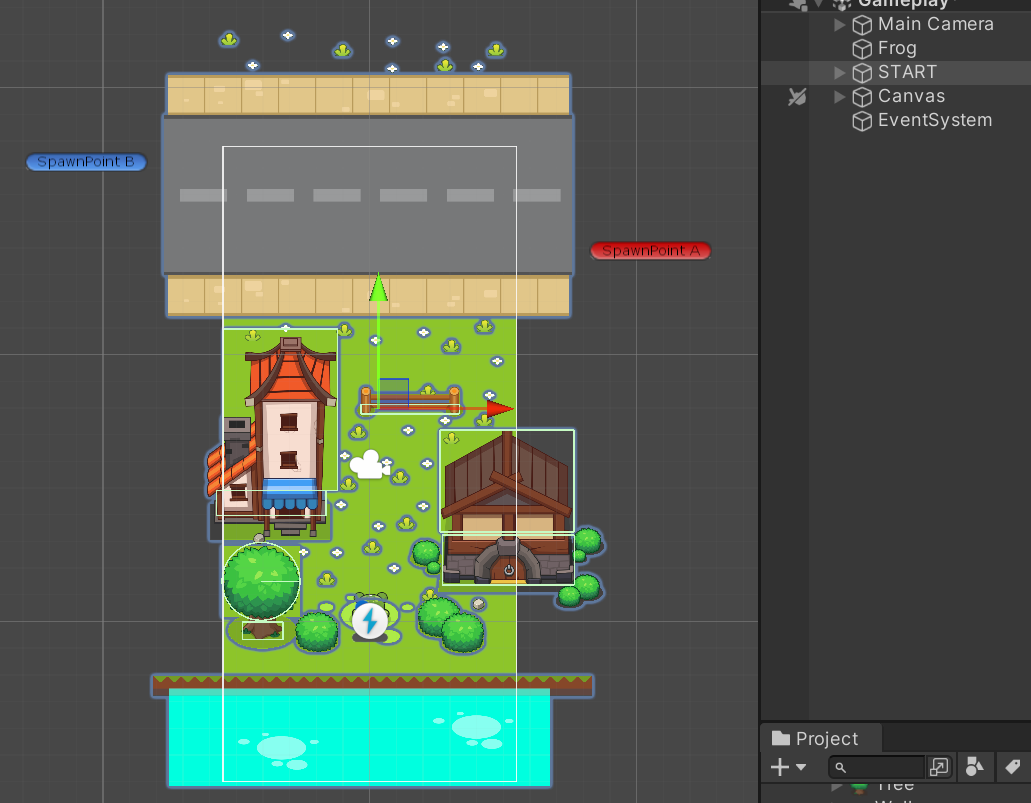 Gameplay
Main Camera
Frog
START
Canvas
EventSystem
SpawnPoint B
SpawnPoint A
Project
Tree